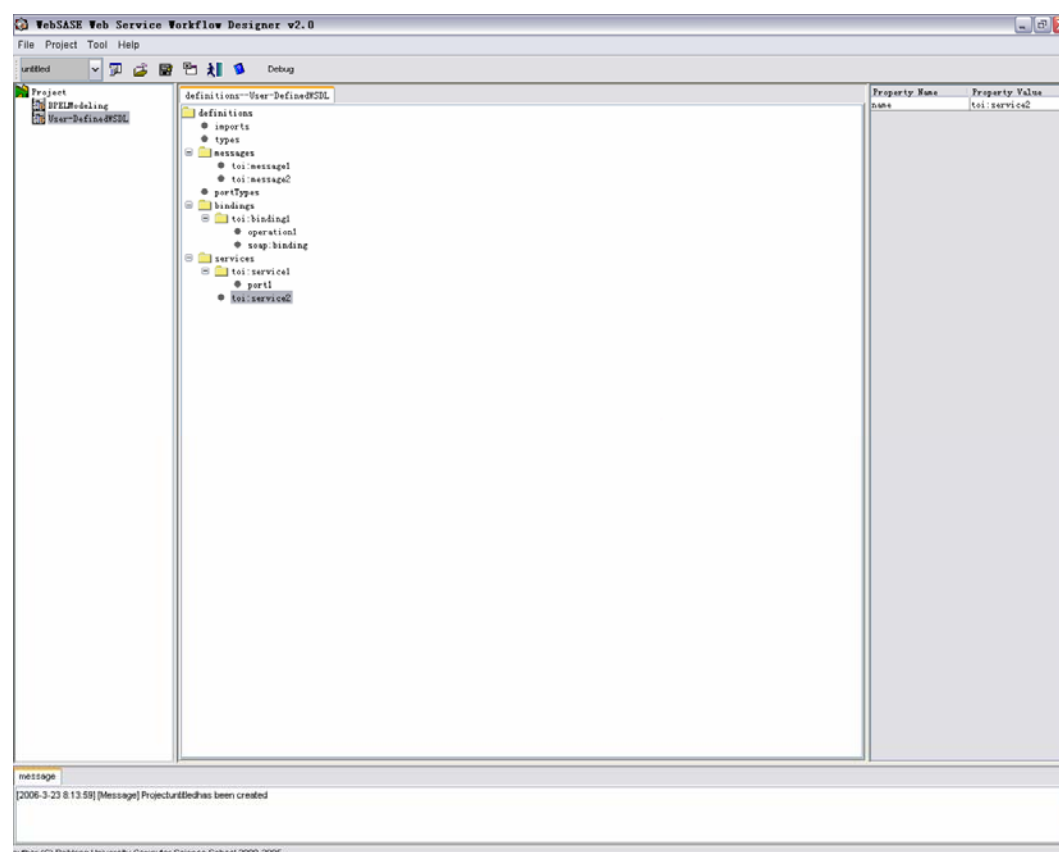 WebSASE Web Service Workflow Designer v2.0
File Project Tool Help
untitled Debug
Project
BPELModeling
User-DefinedWSDL
definitions--User-DefinedWSDL
definitions
imports
types
messages
toi:message1
toi:message2
portTypes
bindings
toi:binding1
operation1
soap:binding
services
toi:service1
port1
toi:service2
Property Name Property Value
name toi:service2
message
[2006-3-23 8:13:59] [Message] Projectuntitledhas been created